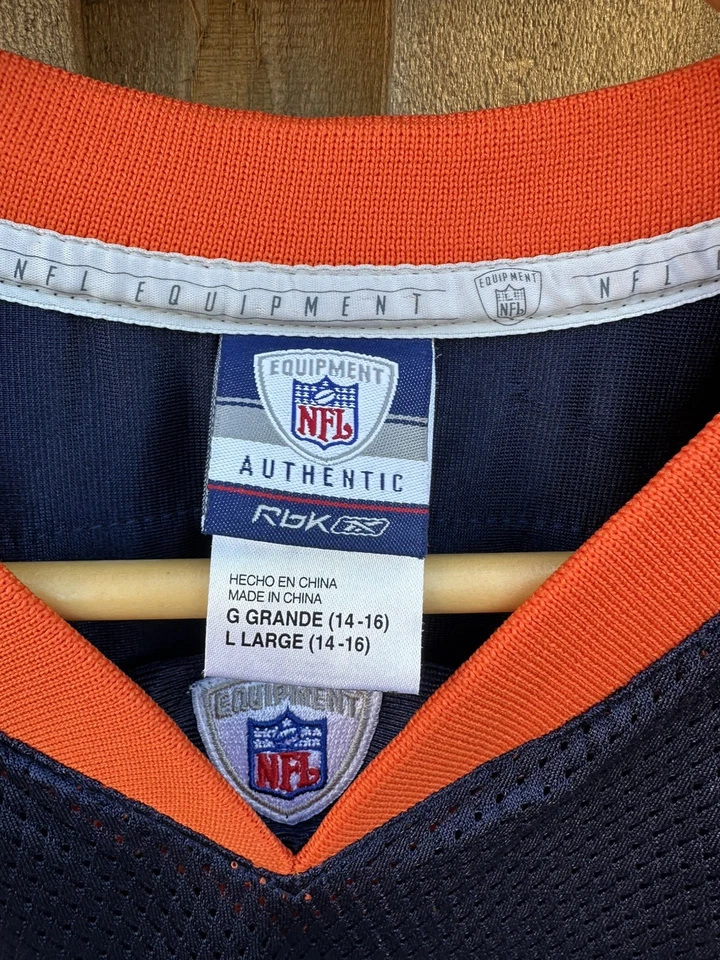 NFL EQUIPMENT EQUIPMENT NFL NFL
EQUIPMENT
NFL
AUTHENTIC
RbK
HECHO EN CHINA
MADE IN CHINA
G GRANDE (14-16)
L LARGE (14-16)
EQUIPMENT
NFL